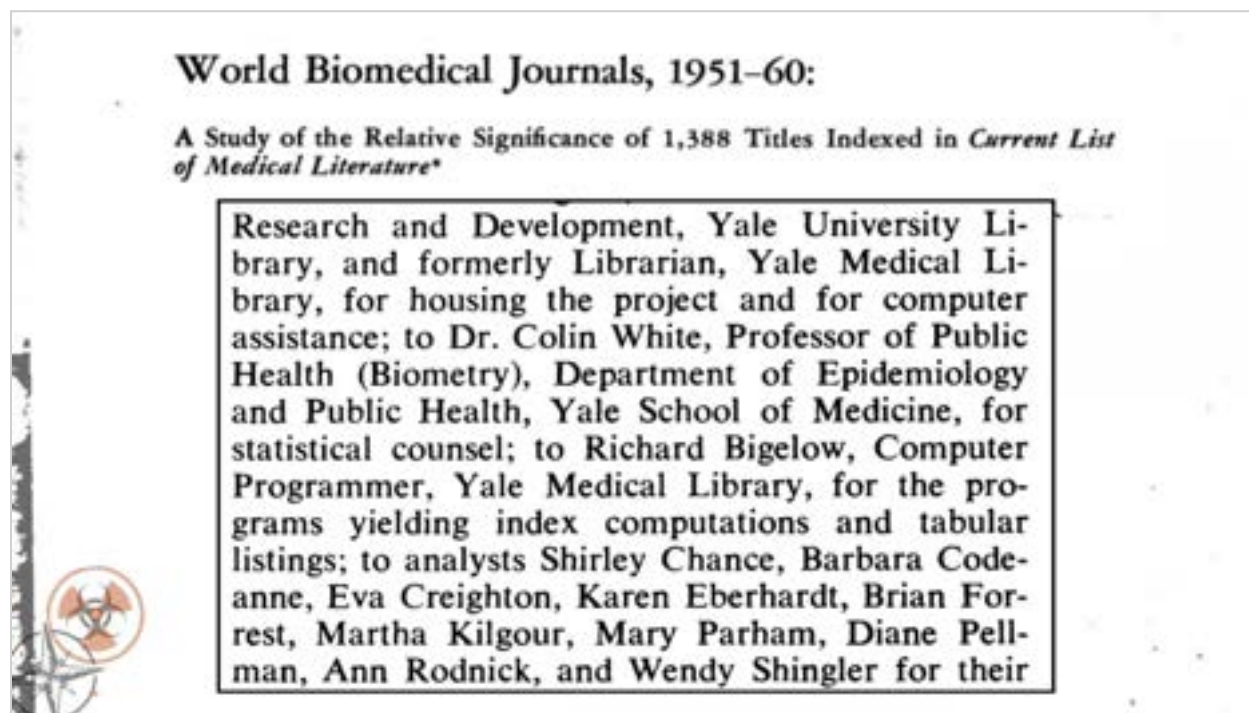 World Biomedical Journals, 1951–60:
A Study of the Relative Significance of 1,388 Titles Indexed in Current List
of Medical Literature*
Research and Development, Yale University Li-
brary, and formerly Librarian, Yale Medical Li-
brary, for housing the project and for computer
assistance; to Dr. Colin White, Professor of Public
Health (Biometry), Department of Epidemiology
and Public Health, Yale School of Medicine, for
statistical counsel; to Richard Bigelow, Computer
Programmer, Yale Medical Library, for the pro-
grams yielding index computations and tabular
listings; to analysts Shirley Chance, Barbara Code-
anne, Eva Creighton, Karen Eberhardt, Brian For-
rest, Martha Kilgour, Mary Parham, Diane Pell-
man, Ann Rodnick, and Wendy Shingler for their